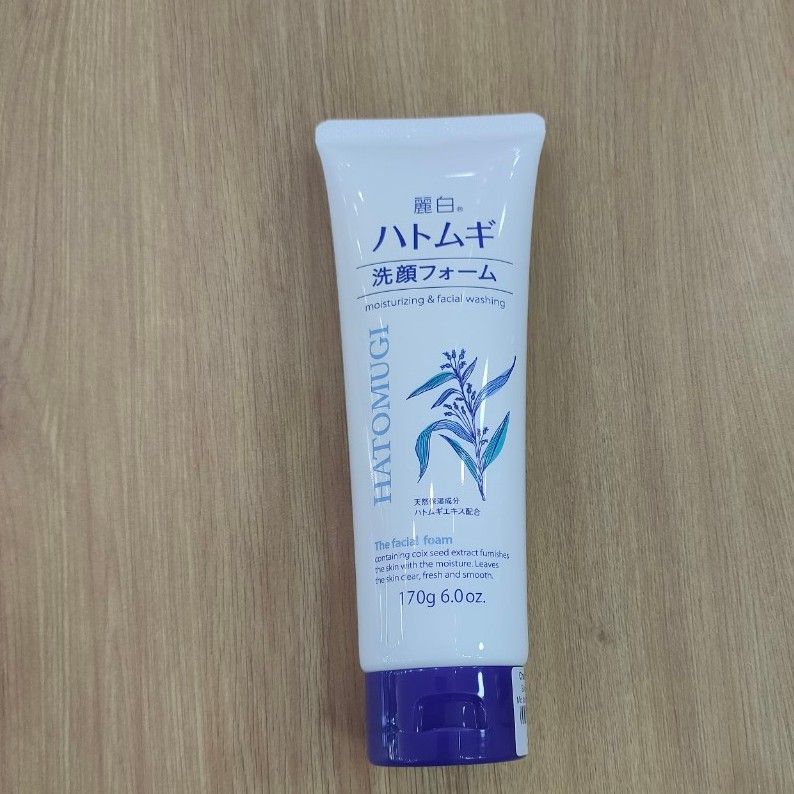 麗白®
ハトムギ
洗顔フォーム
moisturizing & facial washing
HATOMUGI
天然保湿成分
ハトムギエキス配合
The facial foam
containing coix seed extract furnishes
the skin with the moisture. Leaves
the skin clear, fresh and smooth.
170g 6.0oz.